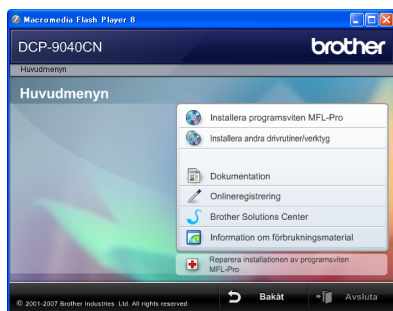 Macromedia Flash Player 8
DCP-9040CN
brother
Huvudmenyn
Huvudmenyn
Installera programsviten MFL-Pro
Installera andra drivrutiner/verktyg
Dokumentation
Onlineregistrering
Brother Solutions Center
Information om förbrukningsmaterial
Reparera installationen av programsviten
MFL-Pro
© 2001-2007 Brother Industries Ltd. All rights reserved
Bakåt
Avsluta